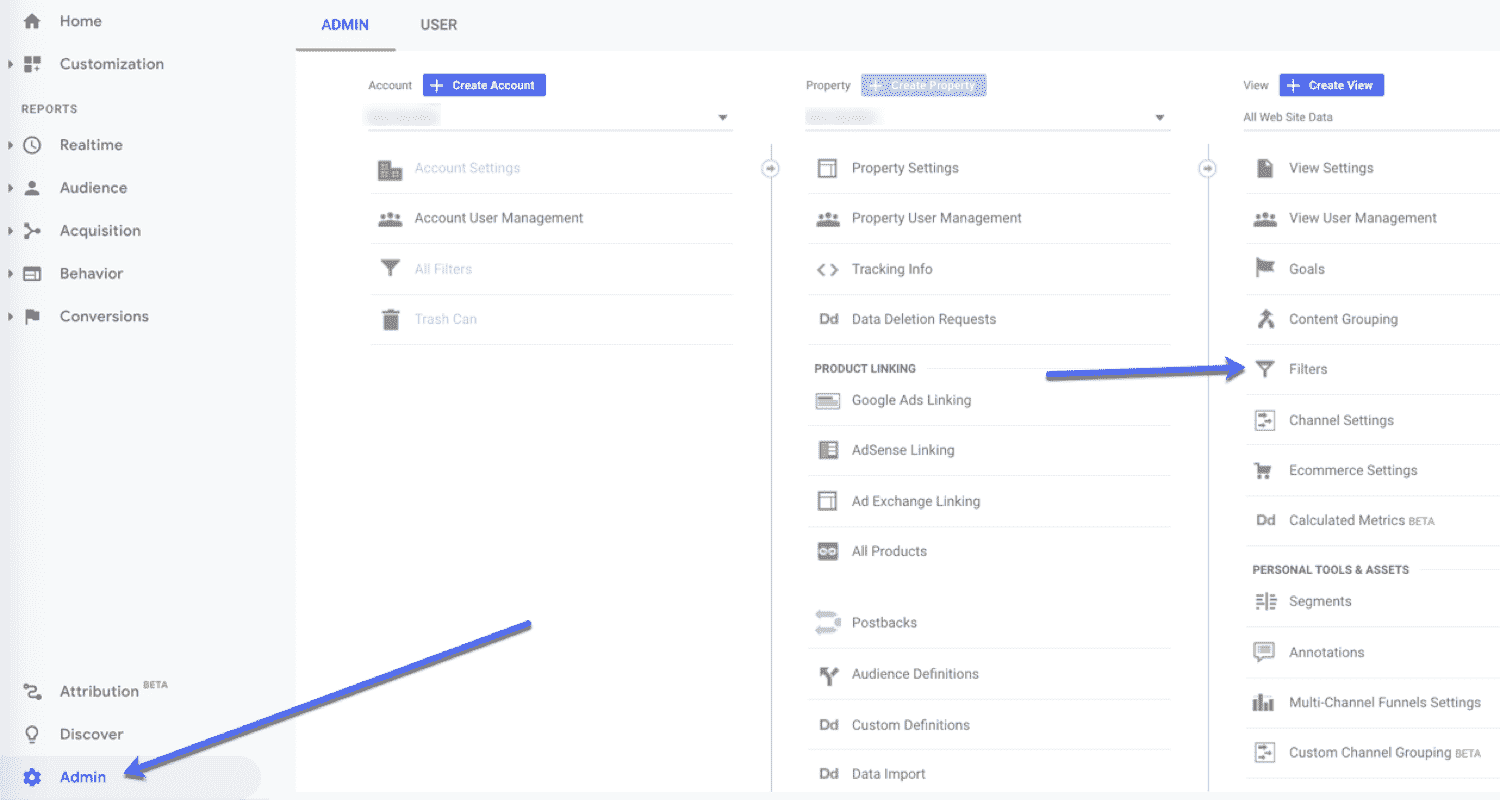 Home
Customization
REPORTS
Realtime
Audience
Acquisition
Behavior
Conversions
Attribution BETA
Discover
Admin
ADMIN USER
Account + Create Account
Account Settings
Account User Management
All Filters
Trash Can
Property + Create Property
Property Settings
Property User Management
Tracking Info
Dd Data Deletion Requests
PRODUCT LINKING
Google Ads Linking
AdSense Linking
Ad Exchange Linking
All Products
Postbacks
Audience Definitions
Dd Custom Definitions
Dd Data Import
View + Create View
All Web Site Data
View Settings
View User Management
Goals
Content Grouping
Filters
Channel Settings
Ecommerce Settings
Dd Calculated Metrics BETA
PERSONAL TOOLS & ASSETS
Segments
Annotations
Multi-Channel Funnels Settings
Custom Channel Grouping BETA